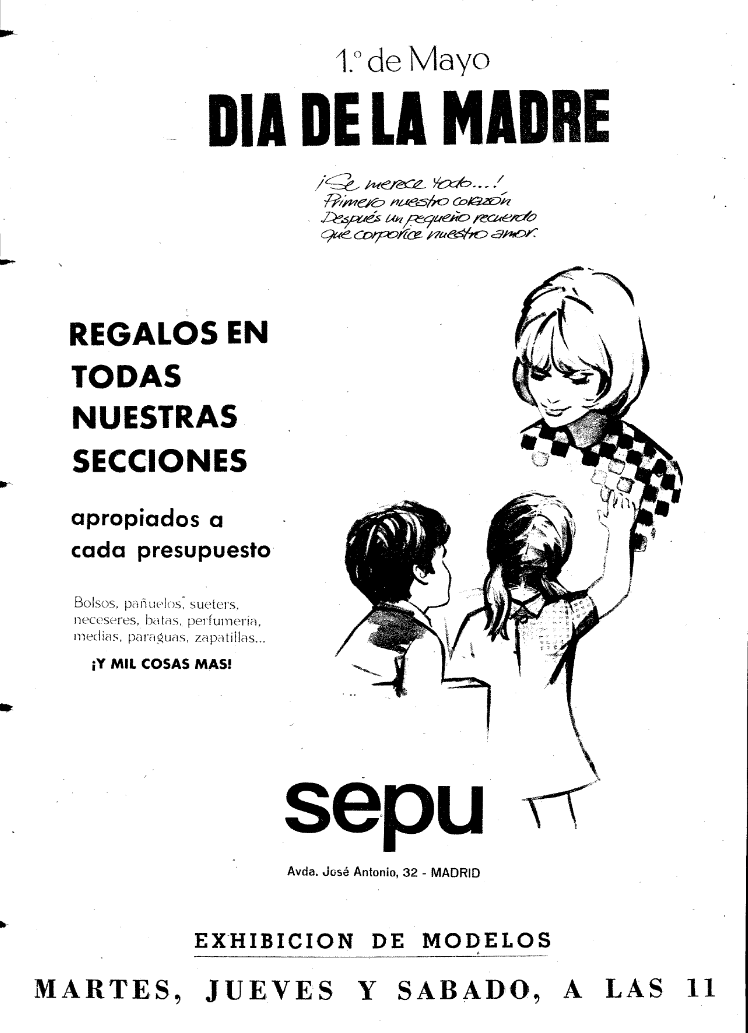 1.º de Mayo
DIA DE LA MADRE
¡Se merece todo...!
Primero nuestro corazón
Después un pequeño recuerdo
que corporice nuestro amor.
REGALOS EN
TODAS
NUESTRAS
SECCIONES
apropiados a
cada presupuesto
Bolsos, pañuelos, sueters,
neceseres, batas, perfumería,
medias, paraguas, zapatillas...
¡Y MIL COSAS MAS!
sepu
Avda. José Antonio, 32 - MADRID
EXHIBICION DE MODELOS
MARTES, JUEVES Y SABADO, A LAS 11